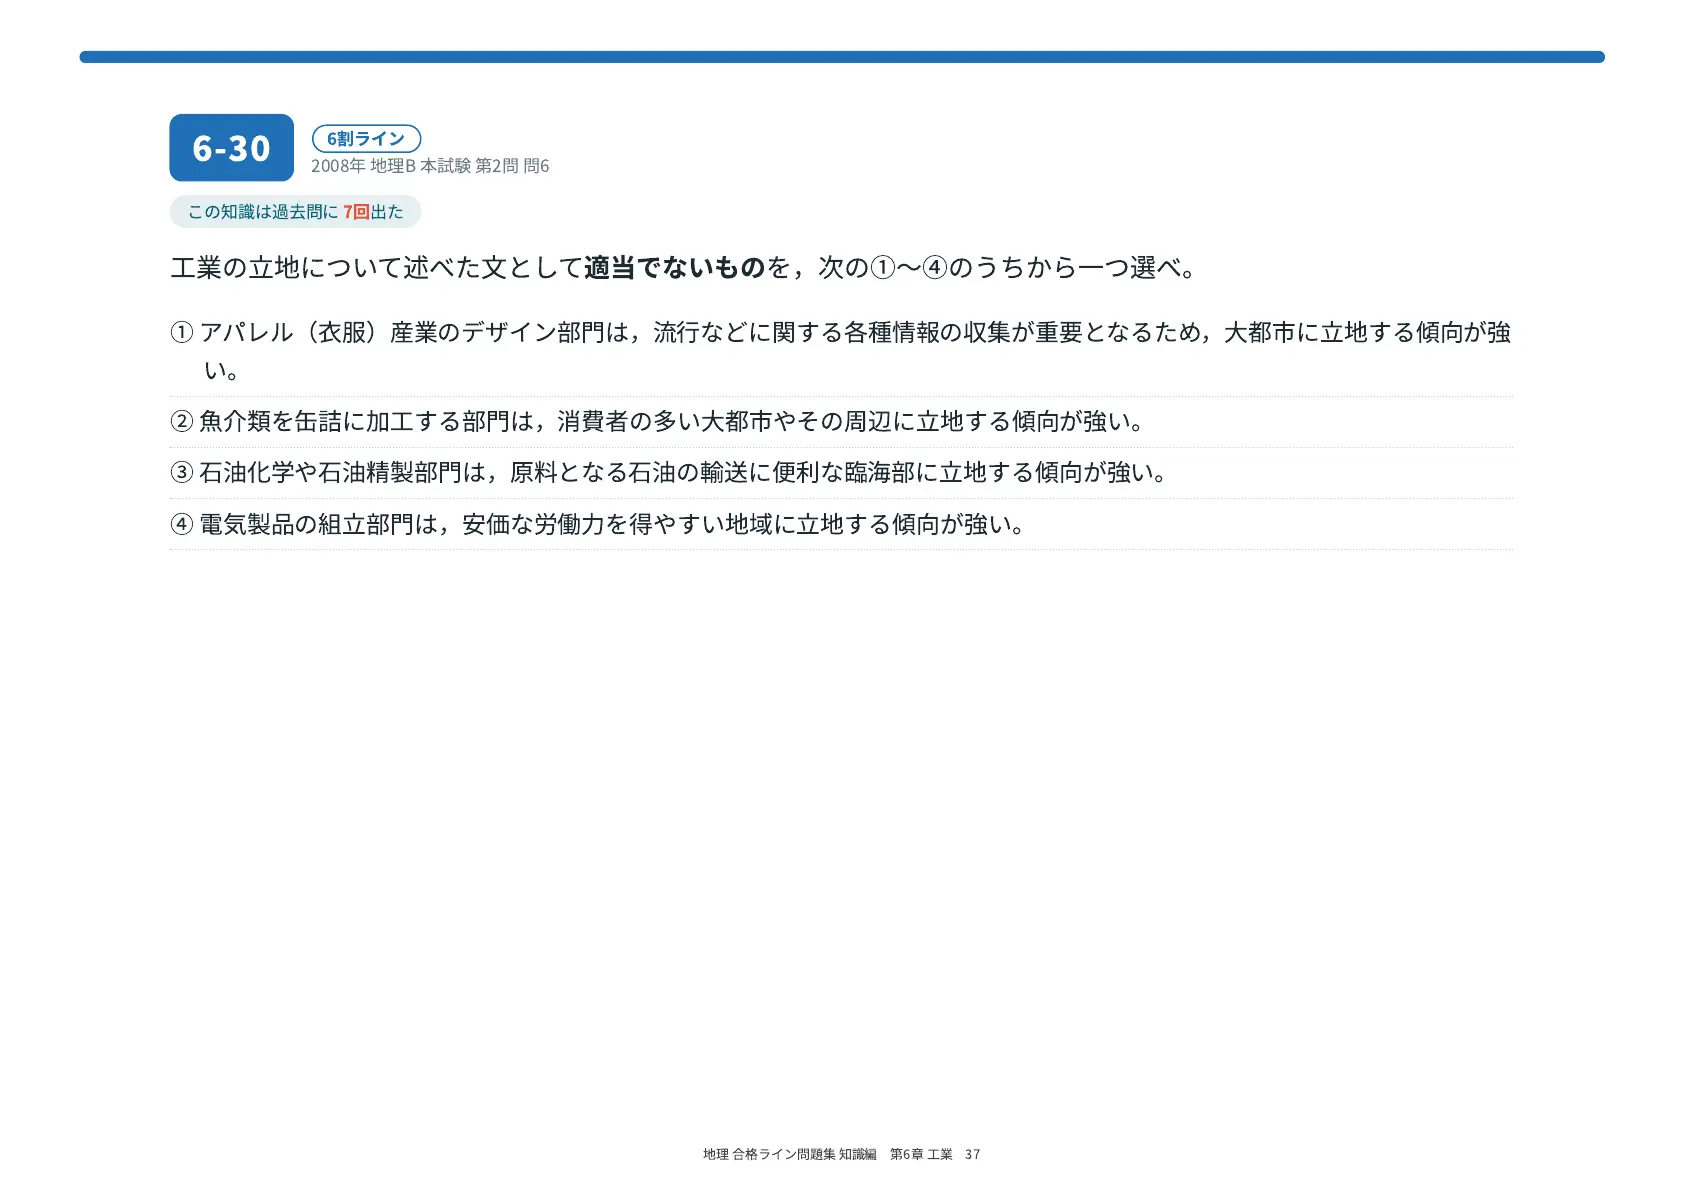 6-30
6割ライン
2008年 地理B 本試験 第2問 問6
この知識は過去問に 7回出た
工業の立地について述べた文として適当でないものを，次の①～④のうちから一つ選べ。
① アパレル（衣服）産業のデザイン部門は，流行などに関する各種情報の収集が重要となるため，大都市に立地する傾向が強
い。
② 魚介類を缶詰に加工する部門は，消費者の多い大都市やその周辺に立地する傾向が強い。
③ 石油化学や石油精製部門は，原料となる石油の輸送に便利な臨海部に立地する傾向が強い。
④ 電気製品の組立部門は，安価な労働力を得やすい地域に立地する傾向が強い。
地理 合格ライン問題集 知識編　第6章 工業　37